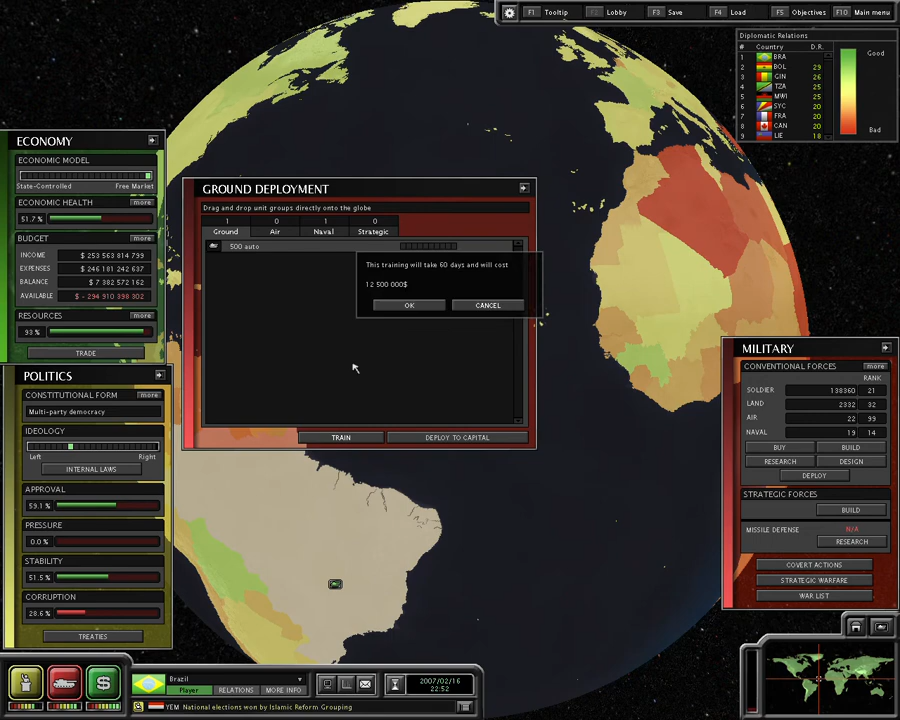 F1 Tooltip F2 Lobby F3 Save F4 Load F5 Objectives F10 Main menu
Diplomatic Relations
# Country D.R.
1 BRA
2 BOL 29
3 GIN 26
4 TZA 25
5 MWI 25
6 SYC 20
7 FRA 20
8 CAN 20
9 LIE 18
Good
Bad
ECONOMY
ECONOMIC MODEL
State-Controlled Free Market
ECONOMIC HEALTH more
51.7 %
BUDGET more
INCOME $ 253 563 814 799
EXPENSES $ 246 181 242 637
BALANCE $ 7 382 572 162
AVAILABLE $ - 294 910 398 302
RESOURCES more
93 %
TRADE
POLITICS
CONSTITUTIONAL FORM more
Multi-party democracy
IDEOLOGY
Left Right
INTERNAL LAWS
APPROVAL
59.1 %
PRESSURE
0.0 %
STABILITY
51.5 %
CORRUPTION
28.6 %
TREATIES
GROUND DEPLOYMENT
Drag and drop unit groups directly onto the globe
1 0 1 0
Ground Air Naval Strategic
500 auto
This training will take 60 days and will cost
12 500 000$
OK CANCEL
TRAIN DEPLOY TO CAPITAL
MILITARY
CONVENTIONAL FORCES more
RANK
SOLDIER 138360 21
LAND 2332 32
AIR 22 99
NAVAL 19 14
BUY BUILD
RESEARCH DESIGN
DEPLOY
STRATEGIC FORCES
BUILD
MISSILE DEFENSE N/A
RESEARCH
COVERT ACTIONS
STRATEGIC WARFARE
WAR LIST
Brazil
Player RELATIONS MORE INFO
2007/02/16
22:52
YEM National elections won by Islamic Reform Grouping